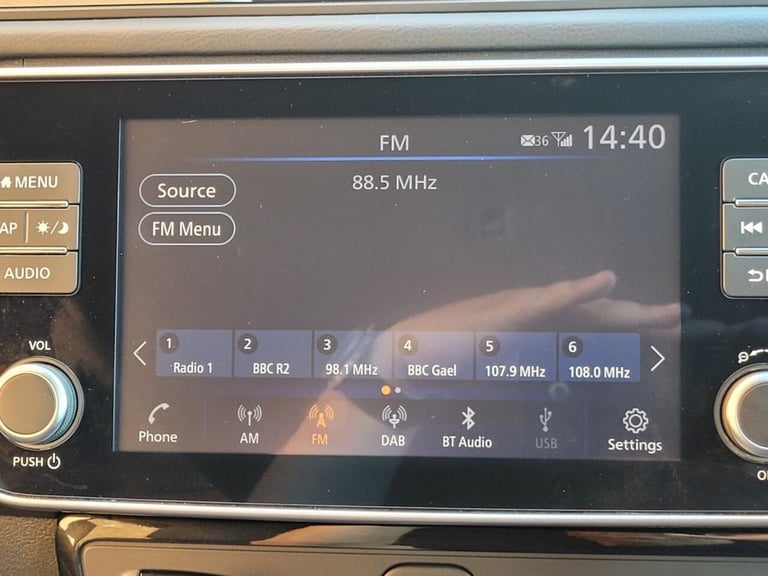 FM
36
14:40
MENU
Source
88.5 MHz
FM Menu
AUDIO
VOL
1
2
3
4
5
6
Radio 1
BBC R2
98.1 MHz
BBC Gael
107.9 MHz
108.0 MHz
Phone
AM
FM
DAB
BT Audio
USB
Settings
PUSH